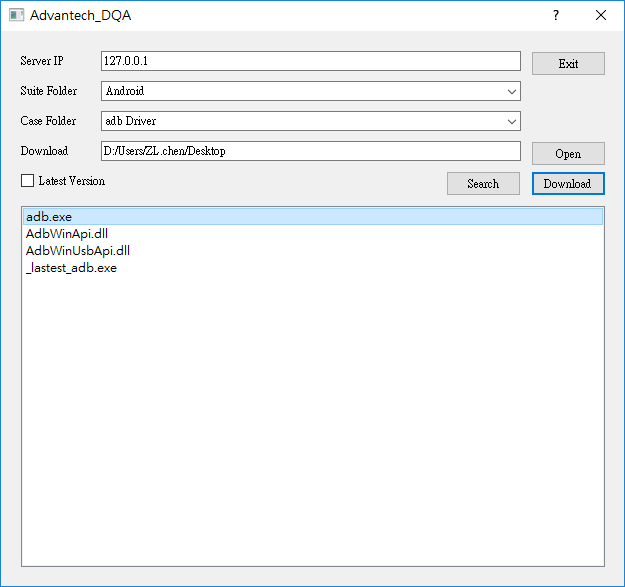 Advantech_DQA
?
Server IP
127.0.0.1
Exit
Suite Folder
Android
Case Folder
adb Driver
Download
D:/Users/ZL.chen/Desktop
Open
Latest Version
Search
Download
adb.exe
AdbWinApi.dll
AdbWinUsbApi.dll
_lastest_adb.exe